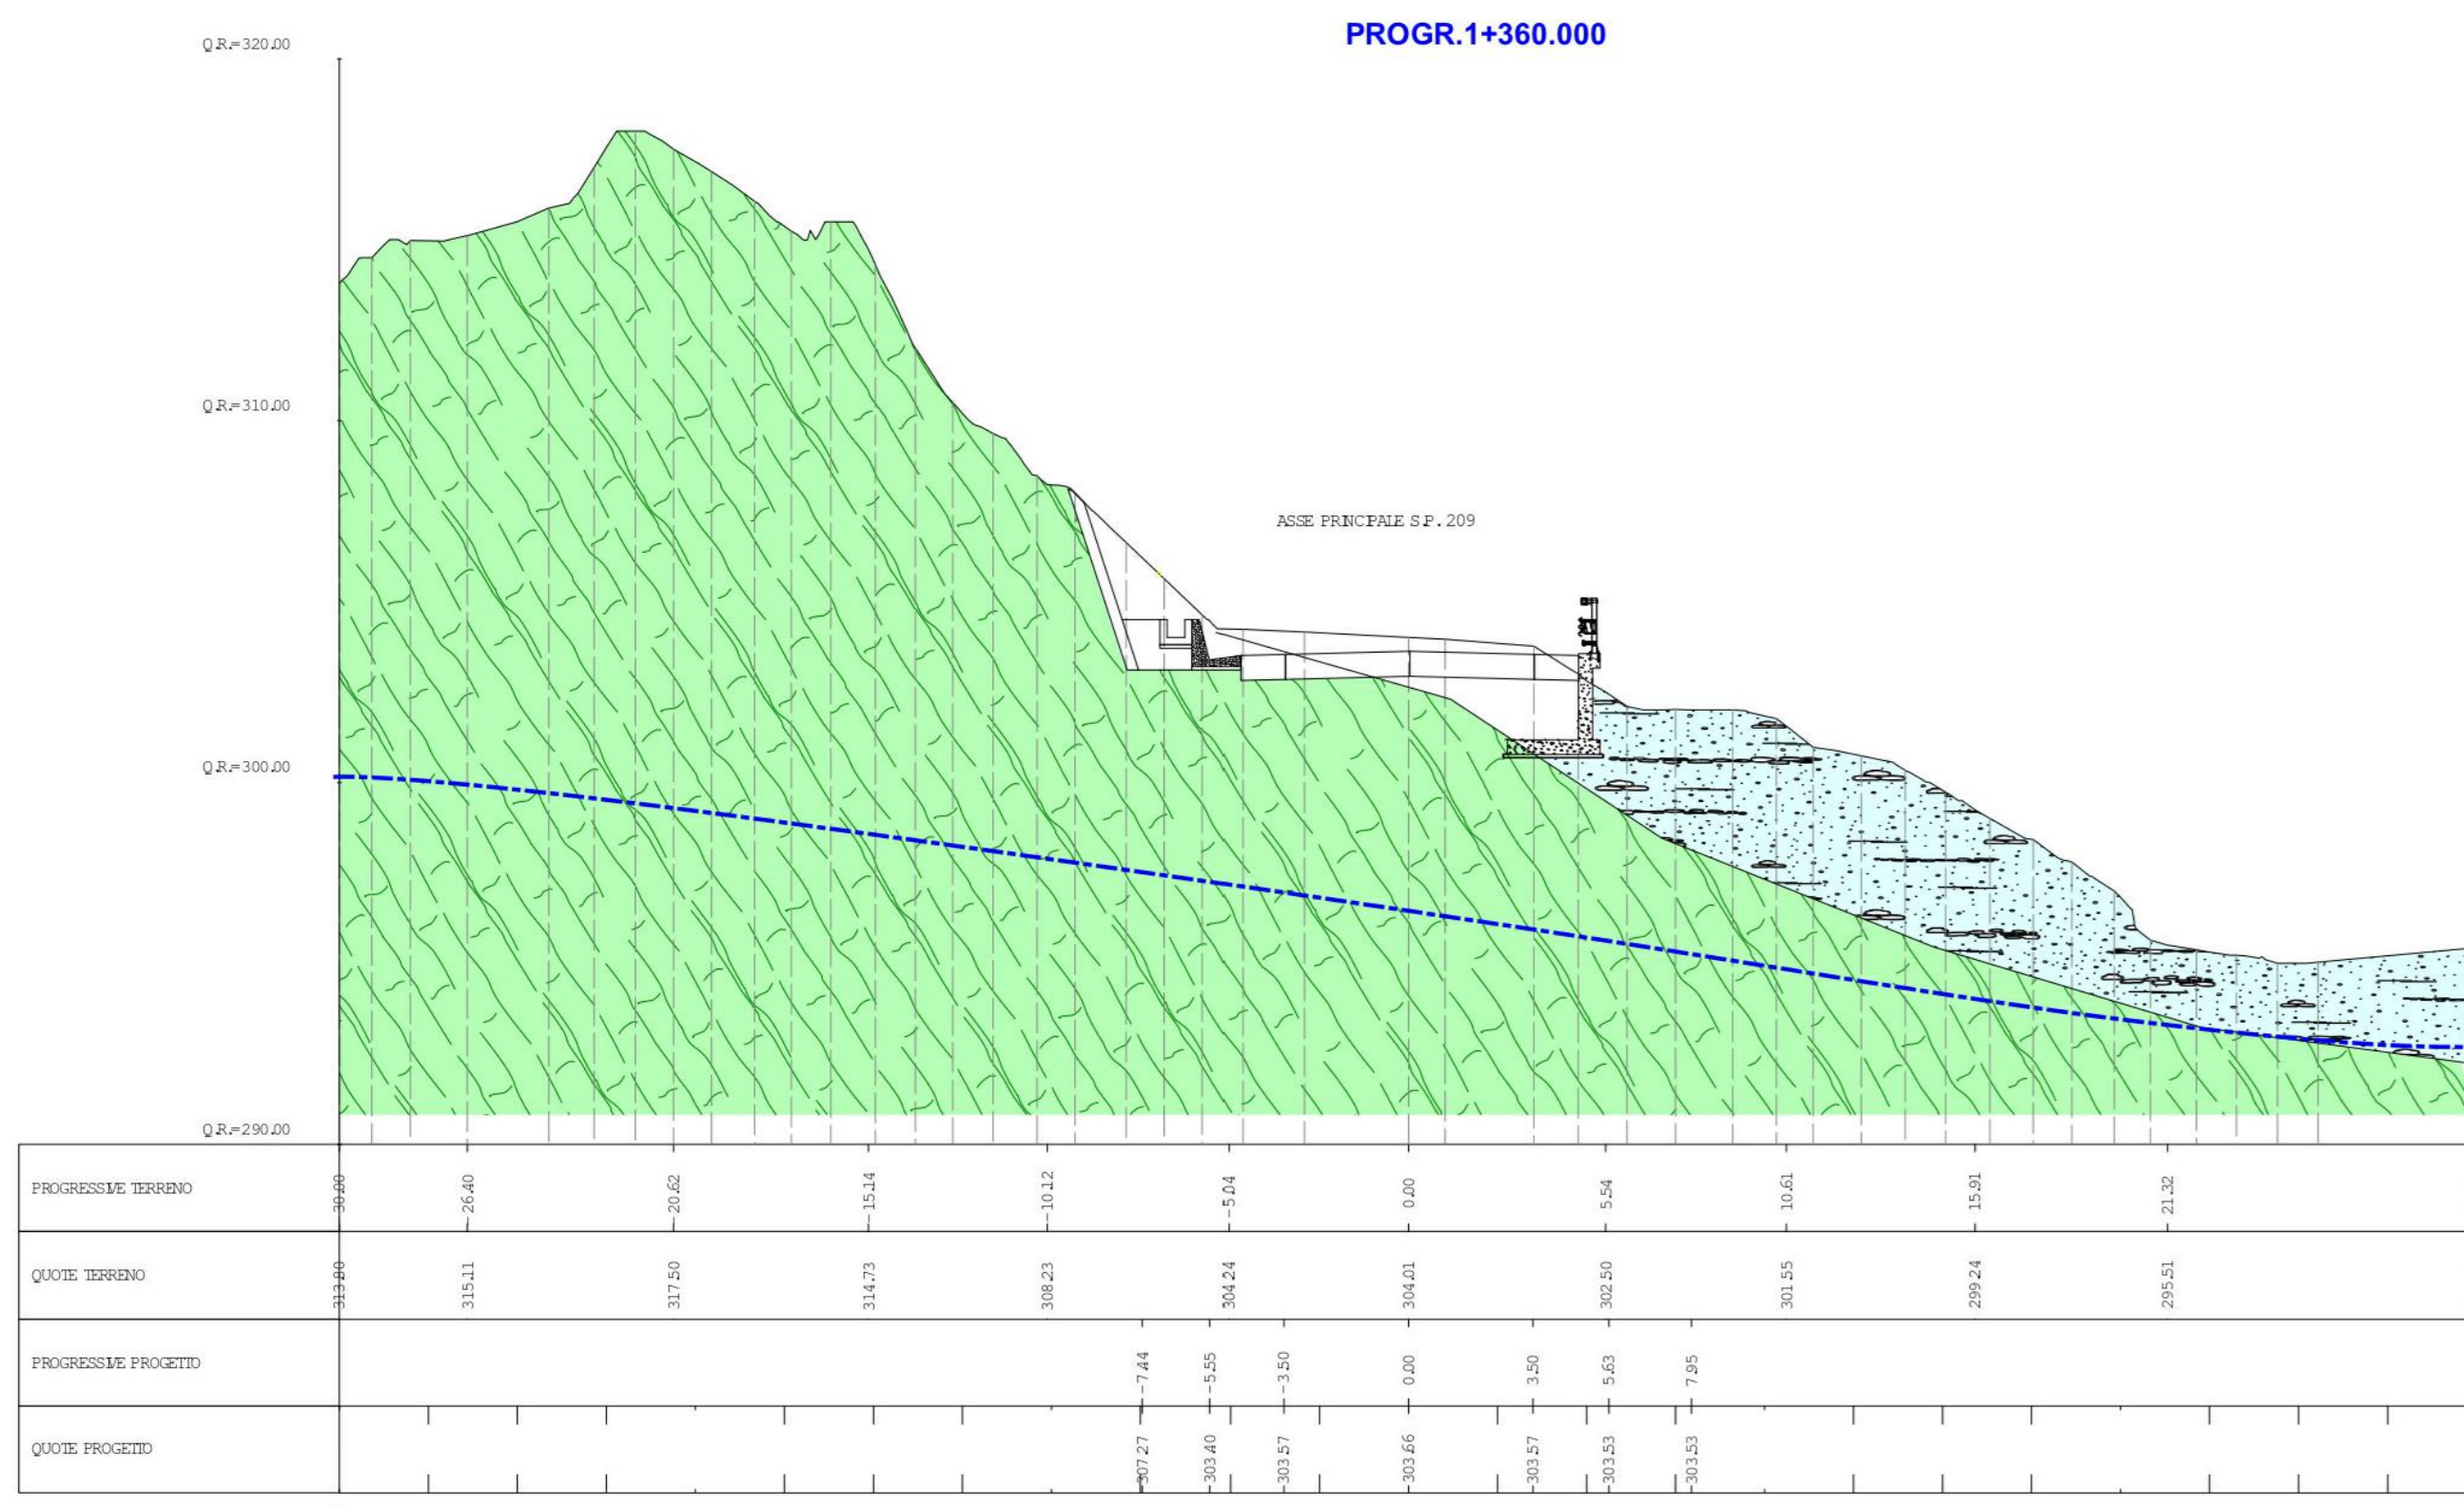 PROGR.1+360.000
Q.R.=320.00
Q.R.=310.00
ASSE PRINCIPALE S.P. 209
Q.R.=300.00
Q.R.=290.00
PROGRESSIVE TERRENO -26.40 -20.62 -15.14 -10.12 -5.04 0.00 5.54 10.61 15.91 21.32
QUOTE TERRENO 313.80 315.11 317.50 314.73 308.23 304.24 304.01 302.50 301.55 299.24 295.51
PROGRESSIVE PROGETTO -7.44 -5.55 -3.50 0.00 3.50 5.63 7.95
QUOTE PROGETTO 307.27 303.40 303.57 303.66 303.57 303.53 303.53